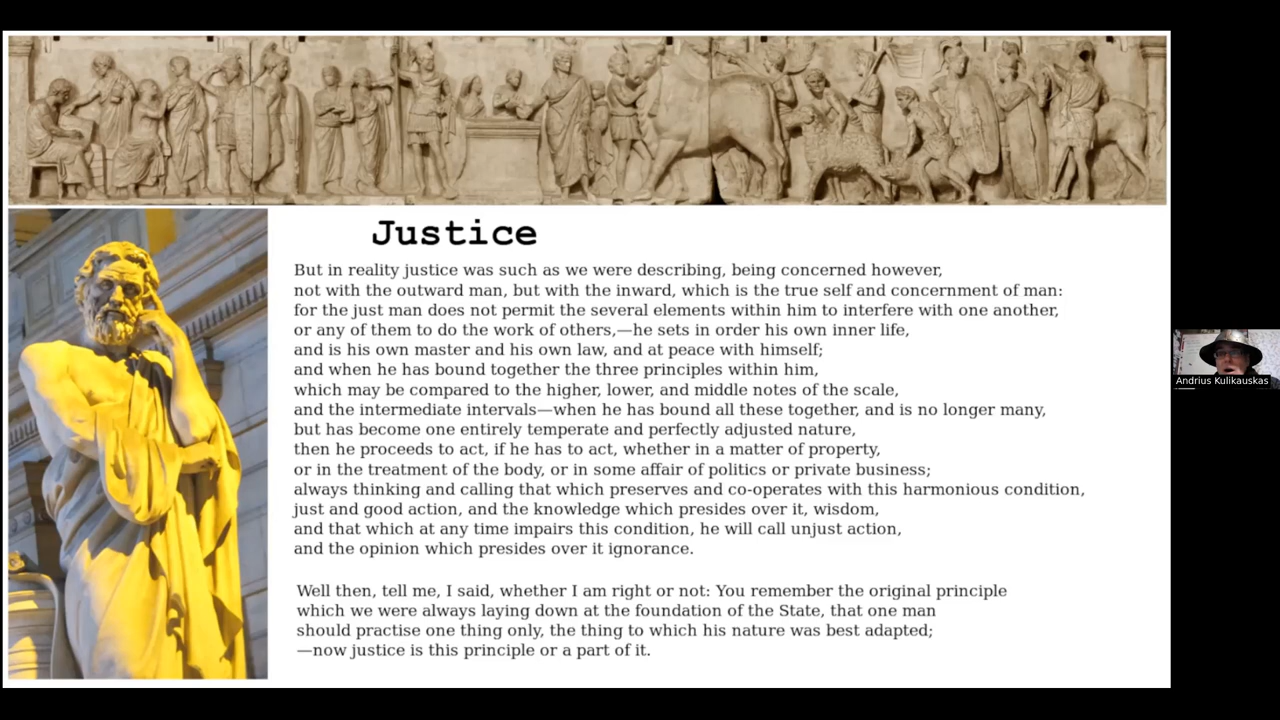 Justice
But in reality justice was such as we were describing, being concerned however,
not with the outward man, but with the inward, which is the true self and concernment of man:
for the just man does not permit the several elements within him to interfere with one another,
or any of them to do the work of others,—he sets in order his own inner life,
and is his own master and his own law, and at peace with himself;
and when he has bound together the three principles within him,
which may be compared to the higher, lower, and middle notes of the scale,
and the intermediate intervals—when he has bound all these together, and is no longer many,
but has become one entirely temperate and perfectly adjusted nature,
then he proceeds to act, if he has to act, whether in a matter of property,
or in the treatment of the body, or in some affair of politics or private business;
always thinking and calling that which preserves and co-operates with this harmonious condition,
just and good action, and the knowledge which presides over it, wisdom,
and that which at any time impairs this condition, he will call unjust action,
and the opinion which presides over it ignorance.
Well then, tell me, I said, whether I am right or not: You remember the original principle
which we were always laying down at the foundation of the State, that one man
should practise one thing only, the thing to which his nature was best adapted;
—now justice is this principle or a part of it.
Andrius Kulikauskas